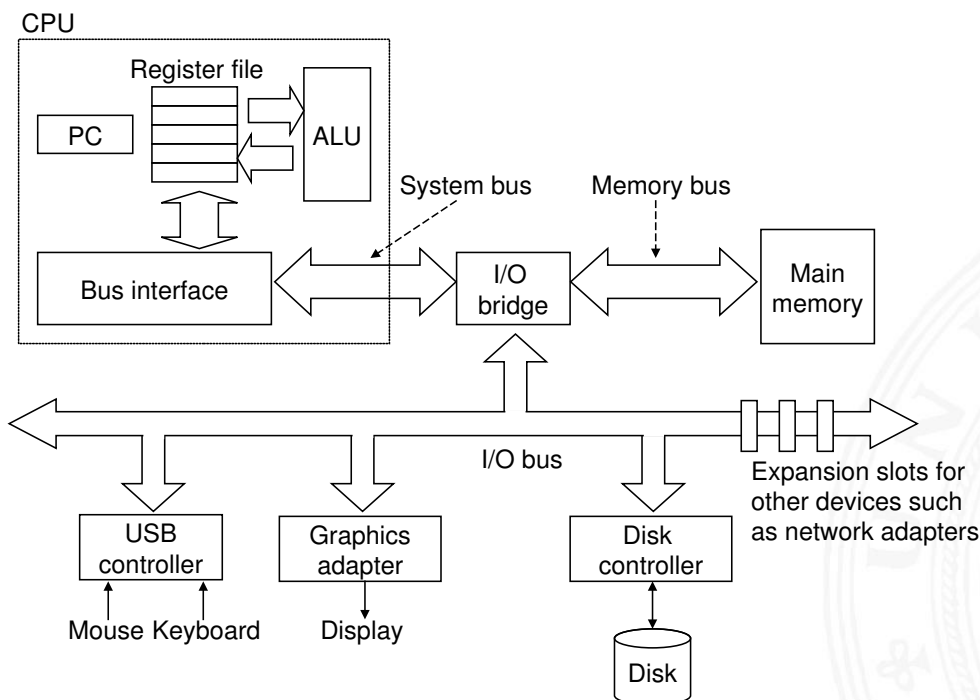 CPU
Register file
PC
ALU
System bus
Memory bus
Bus interface
I/O
bridge
Main
memory
I/O bus
Expansion slots for
other devices such
as network adapters
USB
controller
Graphics
adapter
Disk
controller
Mouse Keyboard
Display
Disk